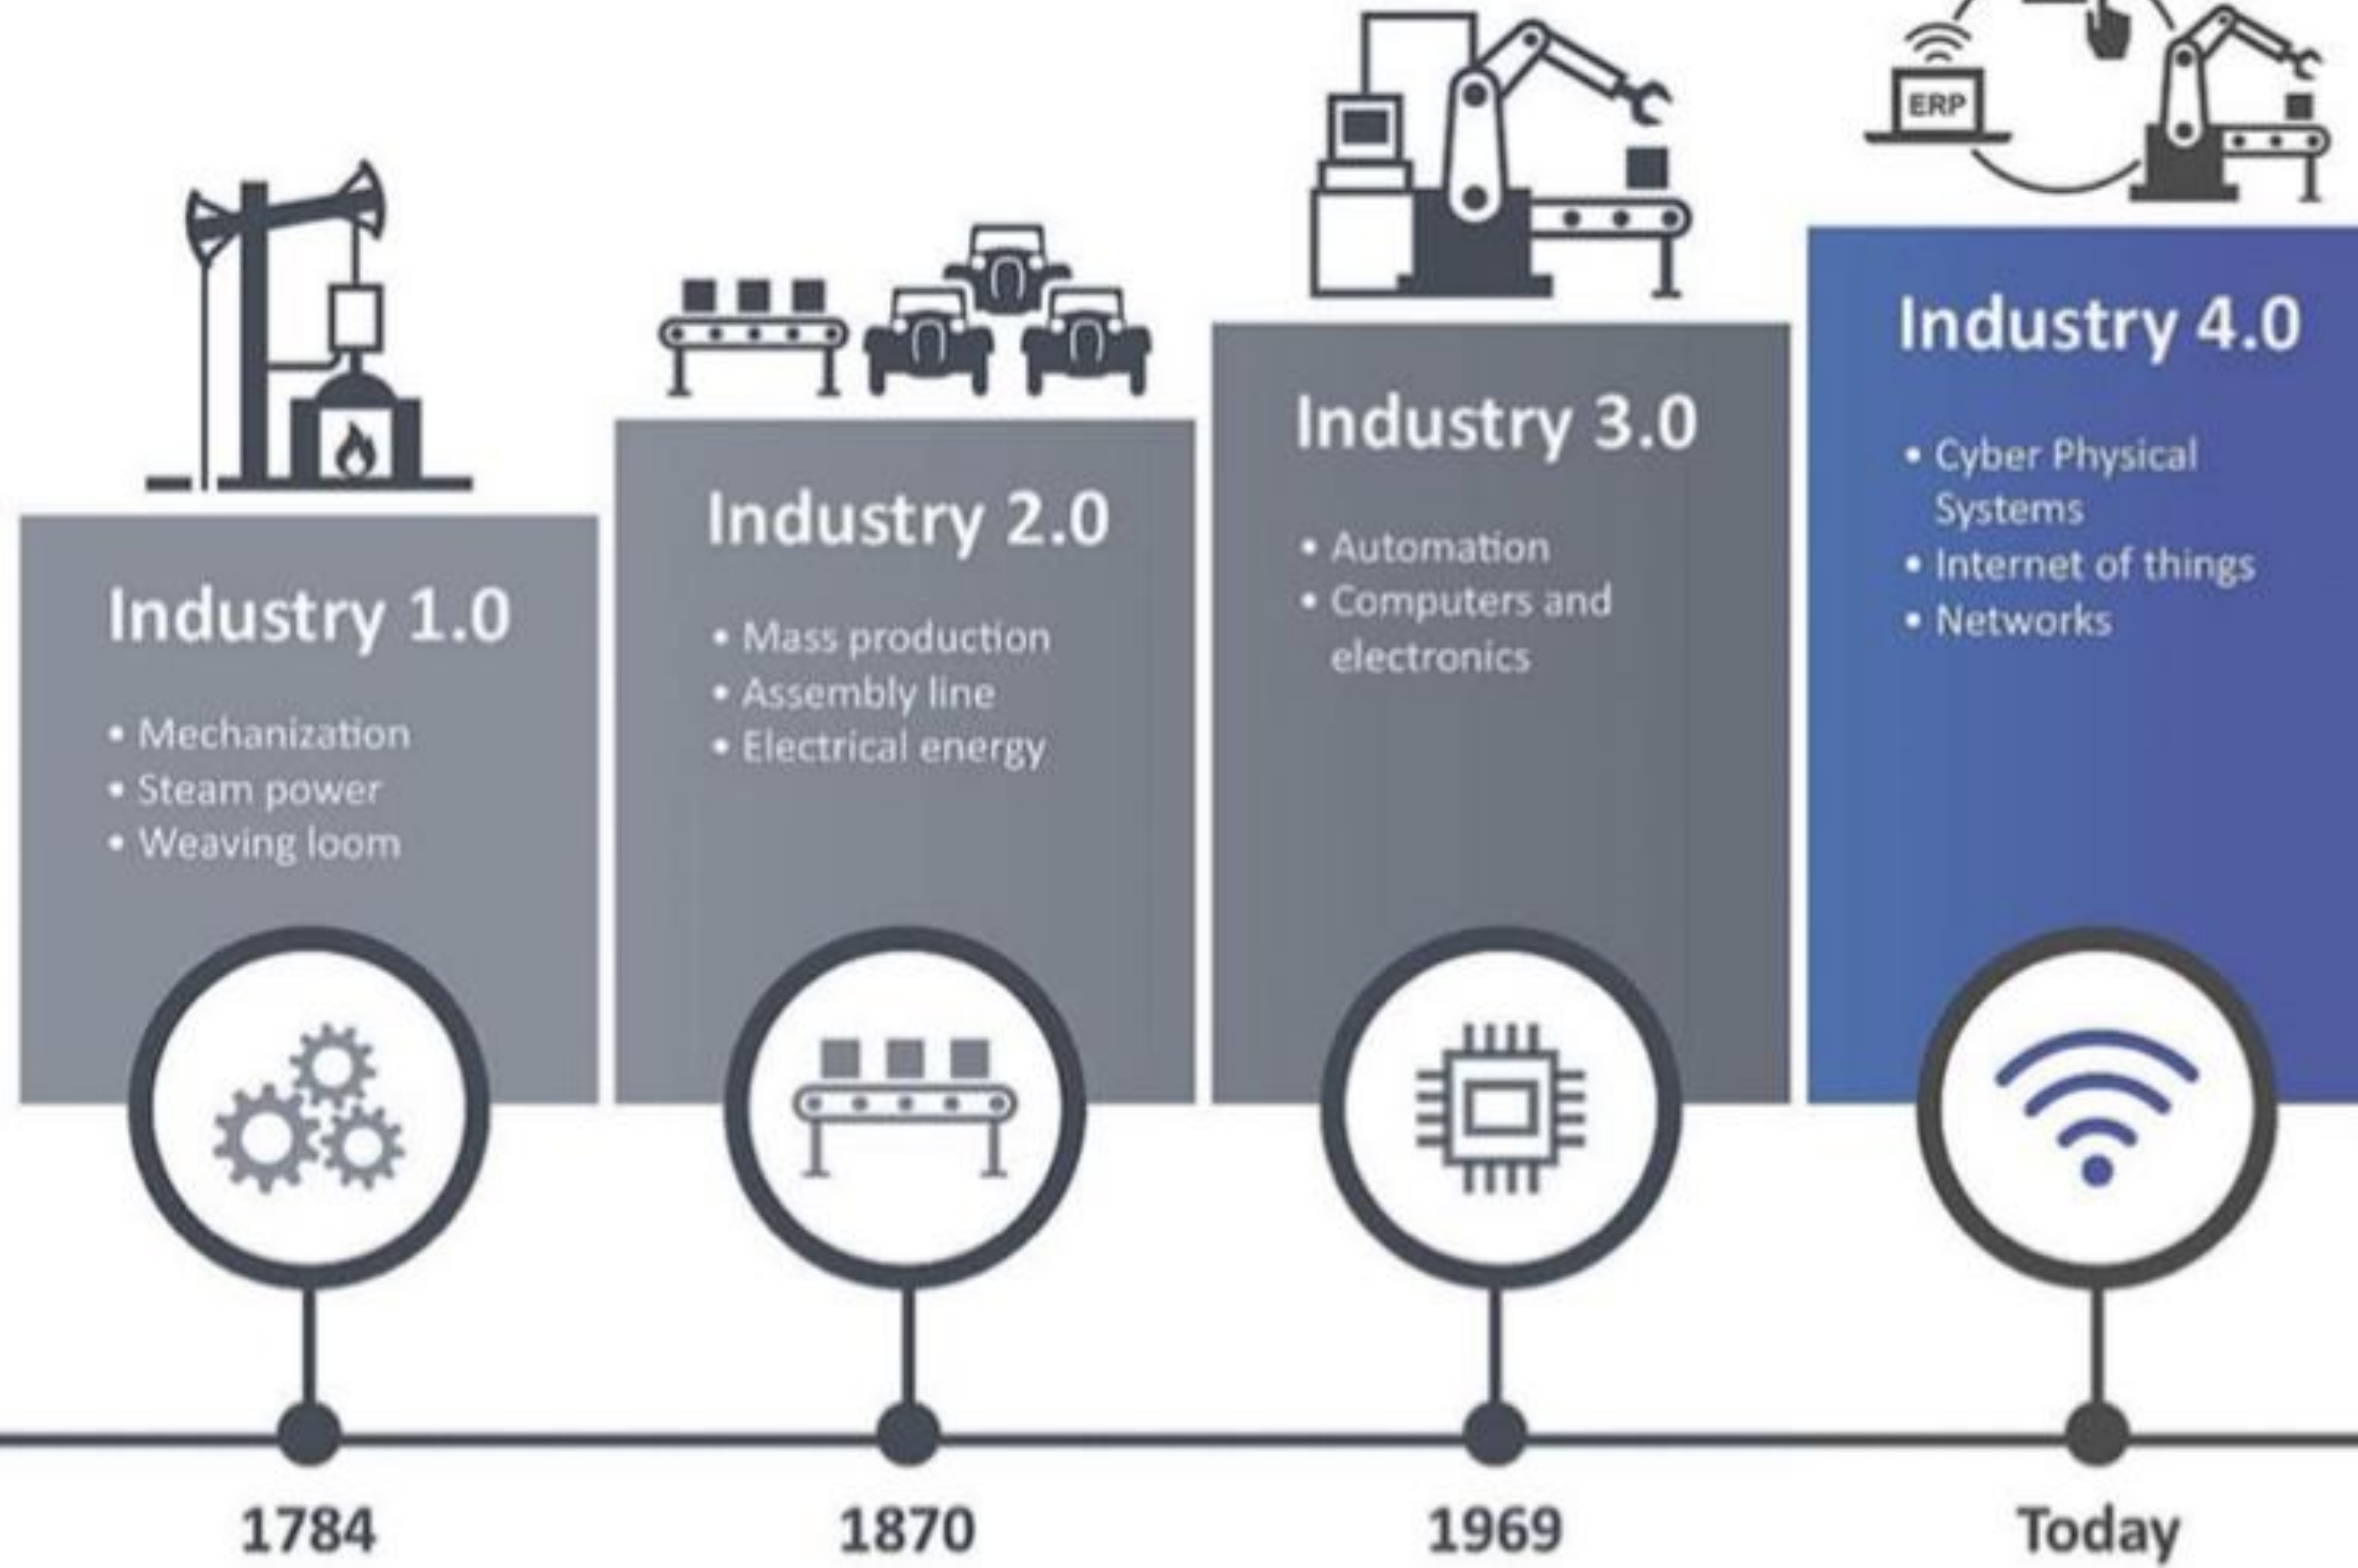 ERP
Industry 1.0
• Mechanization
• Steam power
• Weaving loom
Industry 2.0
• Mass production
• Assembly line
• Electrical energy
Industry 3.0
• Automation
• Computers and
electronics
Industry 4.0
• Cyber Physical
Systems
• Internet of things
• Networks
1784
1870
1969
Today